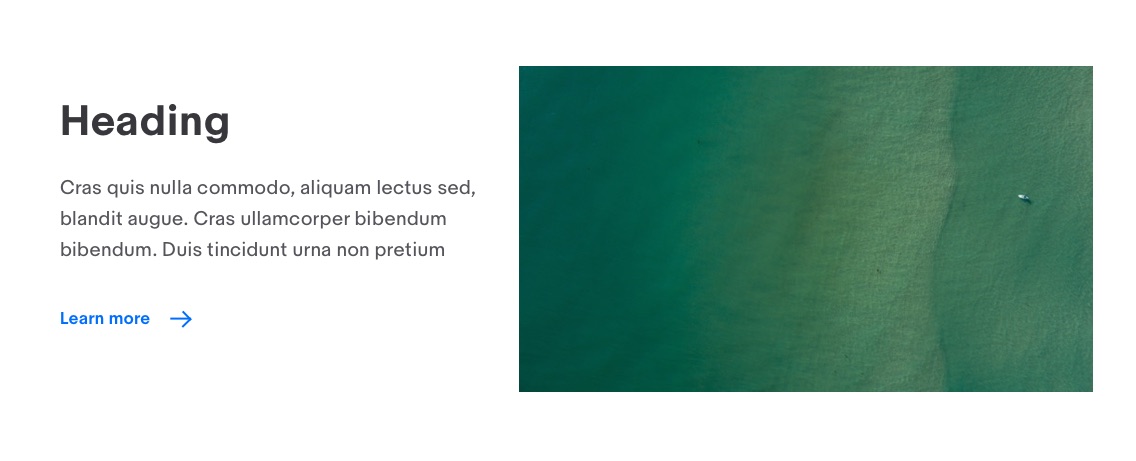 Heading
Cras quis nulla commodo, aliquam lectus sed,
blandit augue. Cras ullamcorper bibendum
bibendum. Duis tincidunt urna non pretium
Learn more